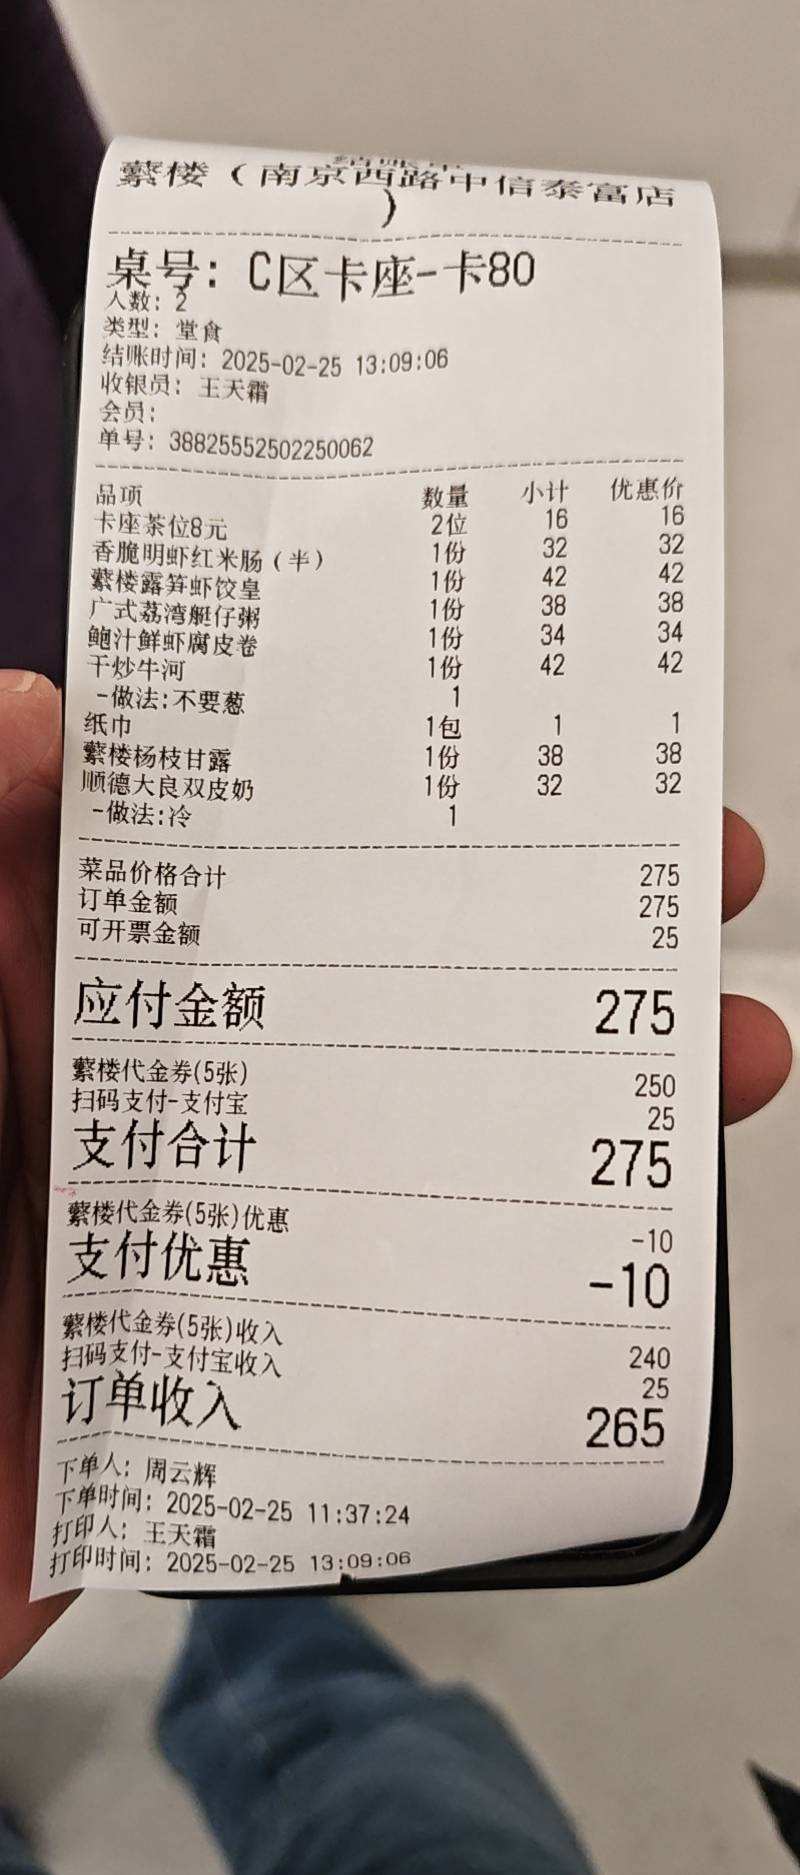 结账单
蘩楼（南京西路中信泰富店
）
桌号：C区卡座-卡80
人数：2
类型：堂食
结账时间：2025-02-25 13:09:06
收银员：王天霜
会员：
单号：38825552502250062
品项 数量 小计 优惠价
卡座茶位8元 2位 16 16
香脆明虾红米肠（半） 1份 32 32
蘩楼露笋虾饺皇 1份 42 42
广式荔湾艇仔粥 1份 38 38
鲍汁鲜虾腐皮卷 1份 34 34
干炒牛河 1份 42 42
-做法:不要葱 1
纸巾 1包 1 1
蘩楼杨枝甘露 1份 38 38
顺德大良双皮奶 1份 32 32
-做法:冷 1
菜品价格合计 275
订单金额 275
可开票金额 25
应付金额 275
蘩楼代金券(5张) 250
扫码支付-支付宝 25
支付合计 275
蘩楼代金券(5张)优惠 -10
支付优惠 -10
蘩楼代金券(5张)收入 240
扫码支付-支付宝收入 25
订单收入 265
下单人：周云辉
下单时间：2025-02-25 11:37:24
打印人：王天霜
打印时间：2025-02-25 13:09:06